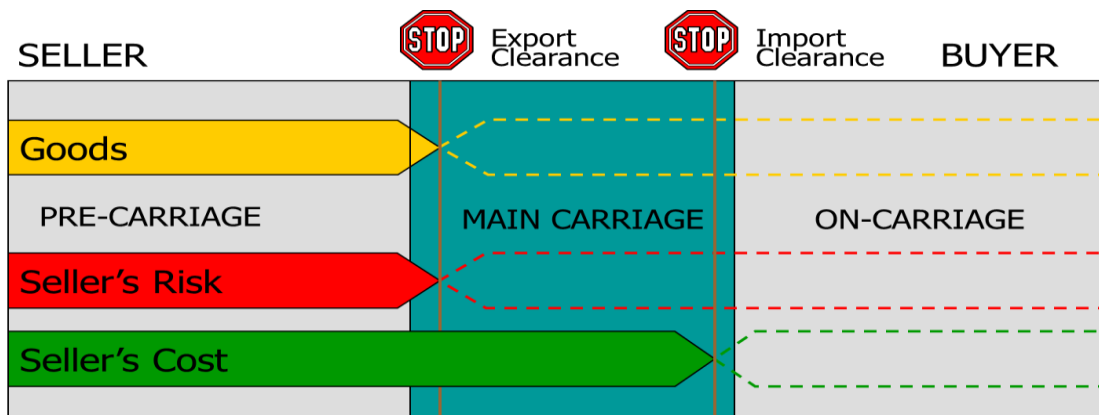 SELLER
STOP
Export
Clearance
STOP
Import
Clearance
BUYER
Goods
PRE-CARRIAGE
MAIN CARRIAGE
ON-CARRIAGE
Seller's Risk
Seller's Cost